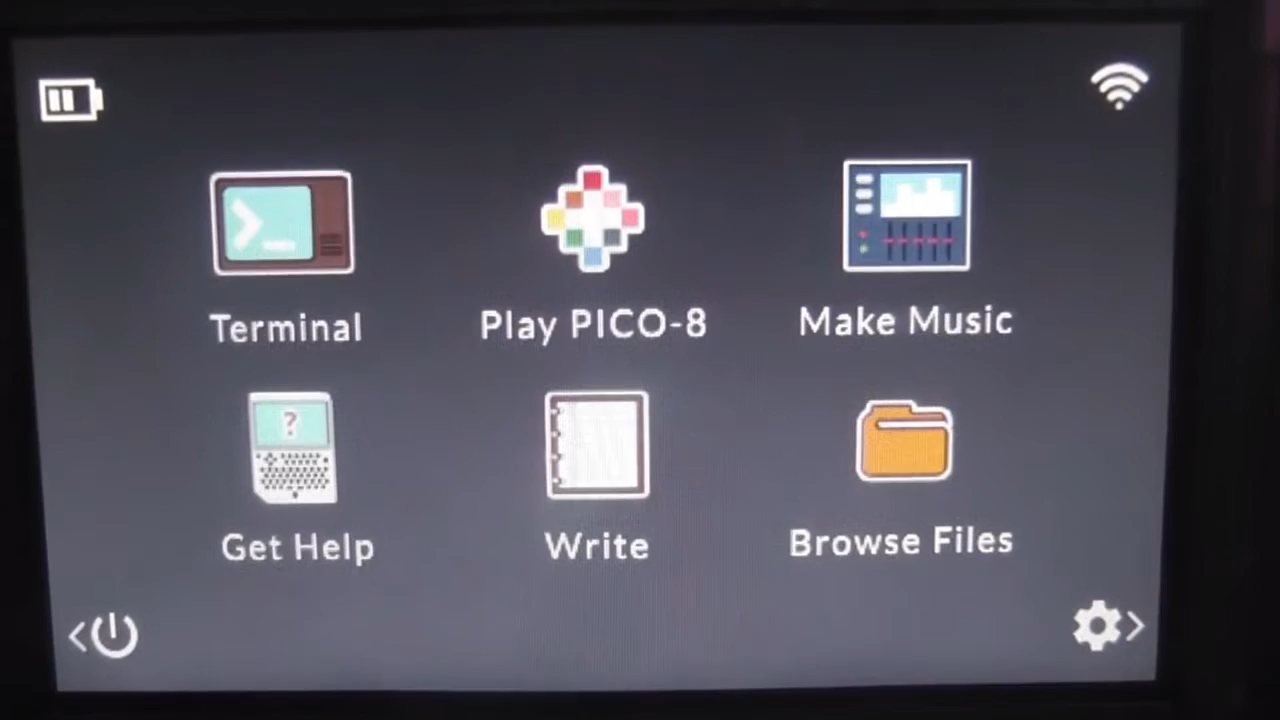 Terminal
Play PICO-8
Make Music
?
Get Help
Write
Browse Files